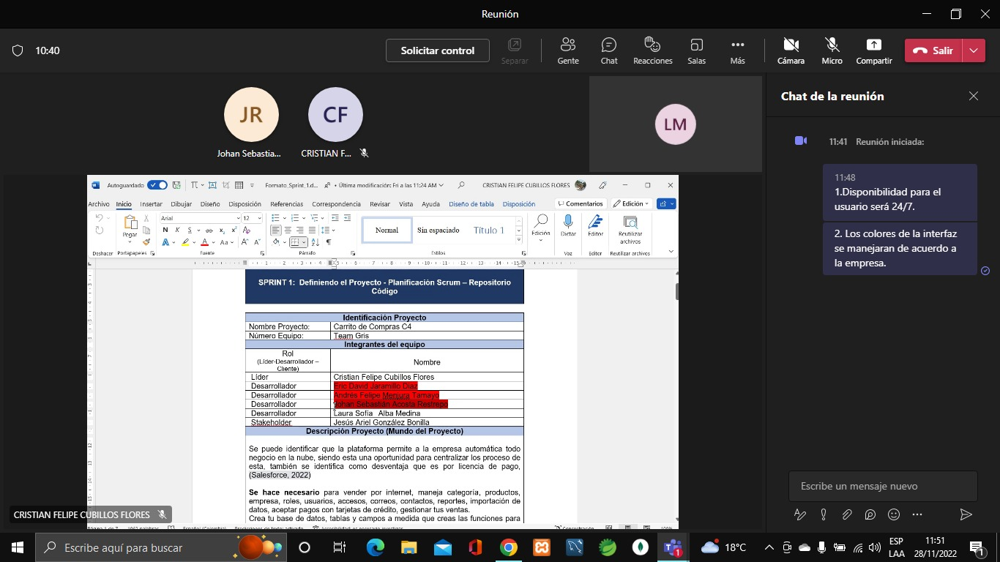 Reunión
10:40
Solicitar control
Separar
Gente
Chat
Reacciones
Salas
Más
Cámara
Micro
Compartir
Salir
JR
Johan Sebastia...
CF
CRISTIAN F...
LM
Chat de la reunión
11:41 Reunión iniciada:
11:48
1.Disponibilidad para el
usuario será 24/7.
2. Los colores de la interfaz
se manejaran de acuerdo a
la empresa.
Escribe un mensaje nuevo
Autoguardado
Formato_Sprint_1.d...
• Última modificación: Fri a las 11:24 AM
CRISTIAN FELIPE CUBILLOS FLORES
Archivo Inicio Insertar Dibujar Diseño Disposición Referencias Correspondencia Revisar Vista Ayuda Diseño de tabla Disposición
Comentarios
Edición
Pegar
Arial
12
N K S ab x₂ x²
Normal
Sin espaciado
Título 1
Edición
Dictar
Editor
Reutilizar
archivos
Deshacer Portapapeles Fuente Párrafo Estilos Voz Editor Reutilizar archivos
SPRINT 1: Definiendo el Proyecto - Planificación Scrum – Repositorio
Código
Identificación Proyecto
Nombre Proyecto: Carrito de Compras C4
Número Equipo: Team Gris
Integrantes del equipo
Rol
(Líder-Desarrollador –
Cliente)
Nombre
Líder Cristian Felipe Cubillos Flores
Desarrollador Eric David Jaramillo Díaz
Desarrollador Andrés Felipe Menjura Tamayo
Desarrollador Johan Sebastián Acosta Restrepo
Desarrollador Laura Sofía Alba Medina
Stakeholder Jesús Ariel González Bonilla
Descripción Proyecto (Mundo del Proyecto)
Se puede identificar que la plataforma permite a la empresa automática todo
negocio en la nube, siendo esta una oportunidad para centralizar los proceso de
esta, también se identifica como desventaja que es por licencia de pago,
(Salesforce, 2022)
Se hace necesario para vender por internet, maneja categoría, productos,
empresa, roles, usuarios, accesos, correos, contactos, reportes, importación de
datos, aceptar pagos con tarjetas de crédito, gestionar tus ventas.
Crea tu base de datos, tablas y campos a medida que creas las funciones para
CRISTIAN FELIPE CUBILLOS FLORES
Escribe aquí para buscar
18°C
ESP
LAA
11:51
28/11/2022